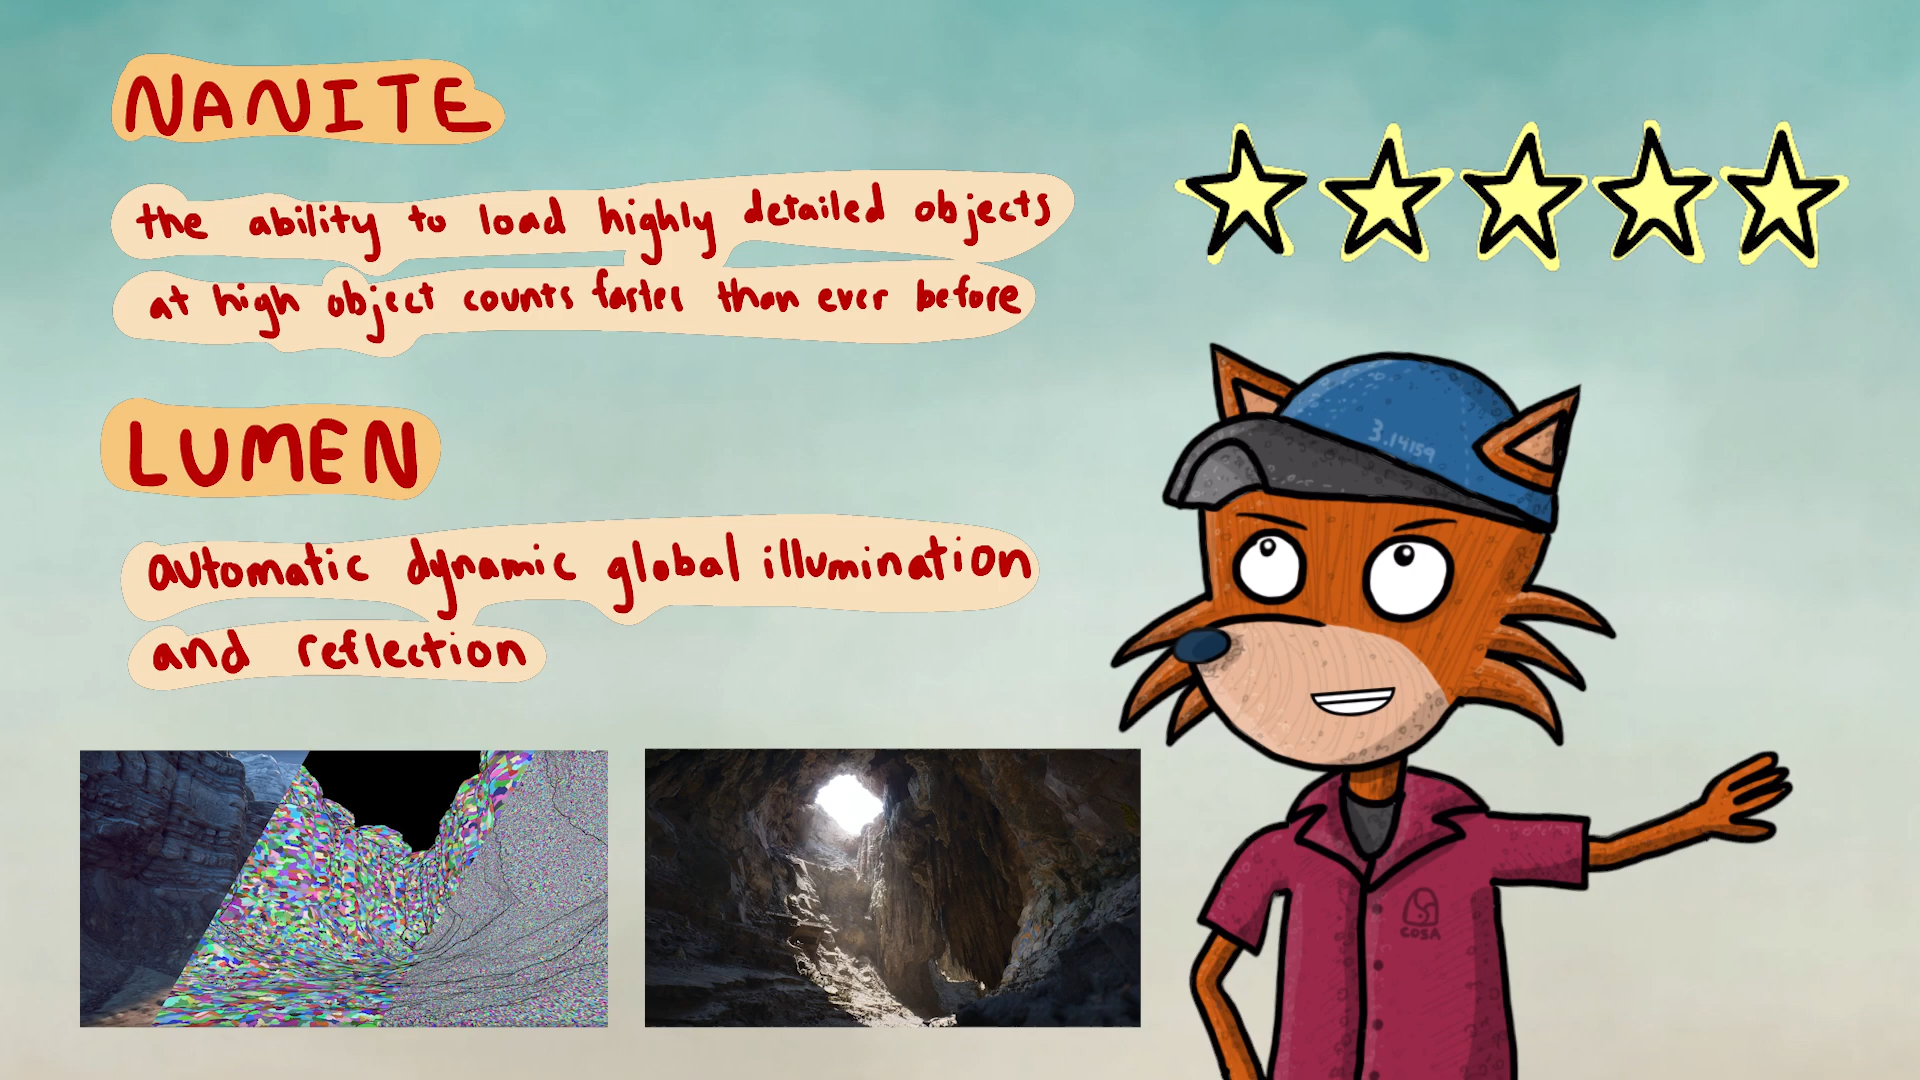 NANITE
the ability to load highly detailed objects
at high object counts faster than ever before
LUMEN
automatic dynamic global illumination
and reflection
3.14159
COSA